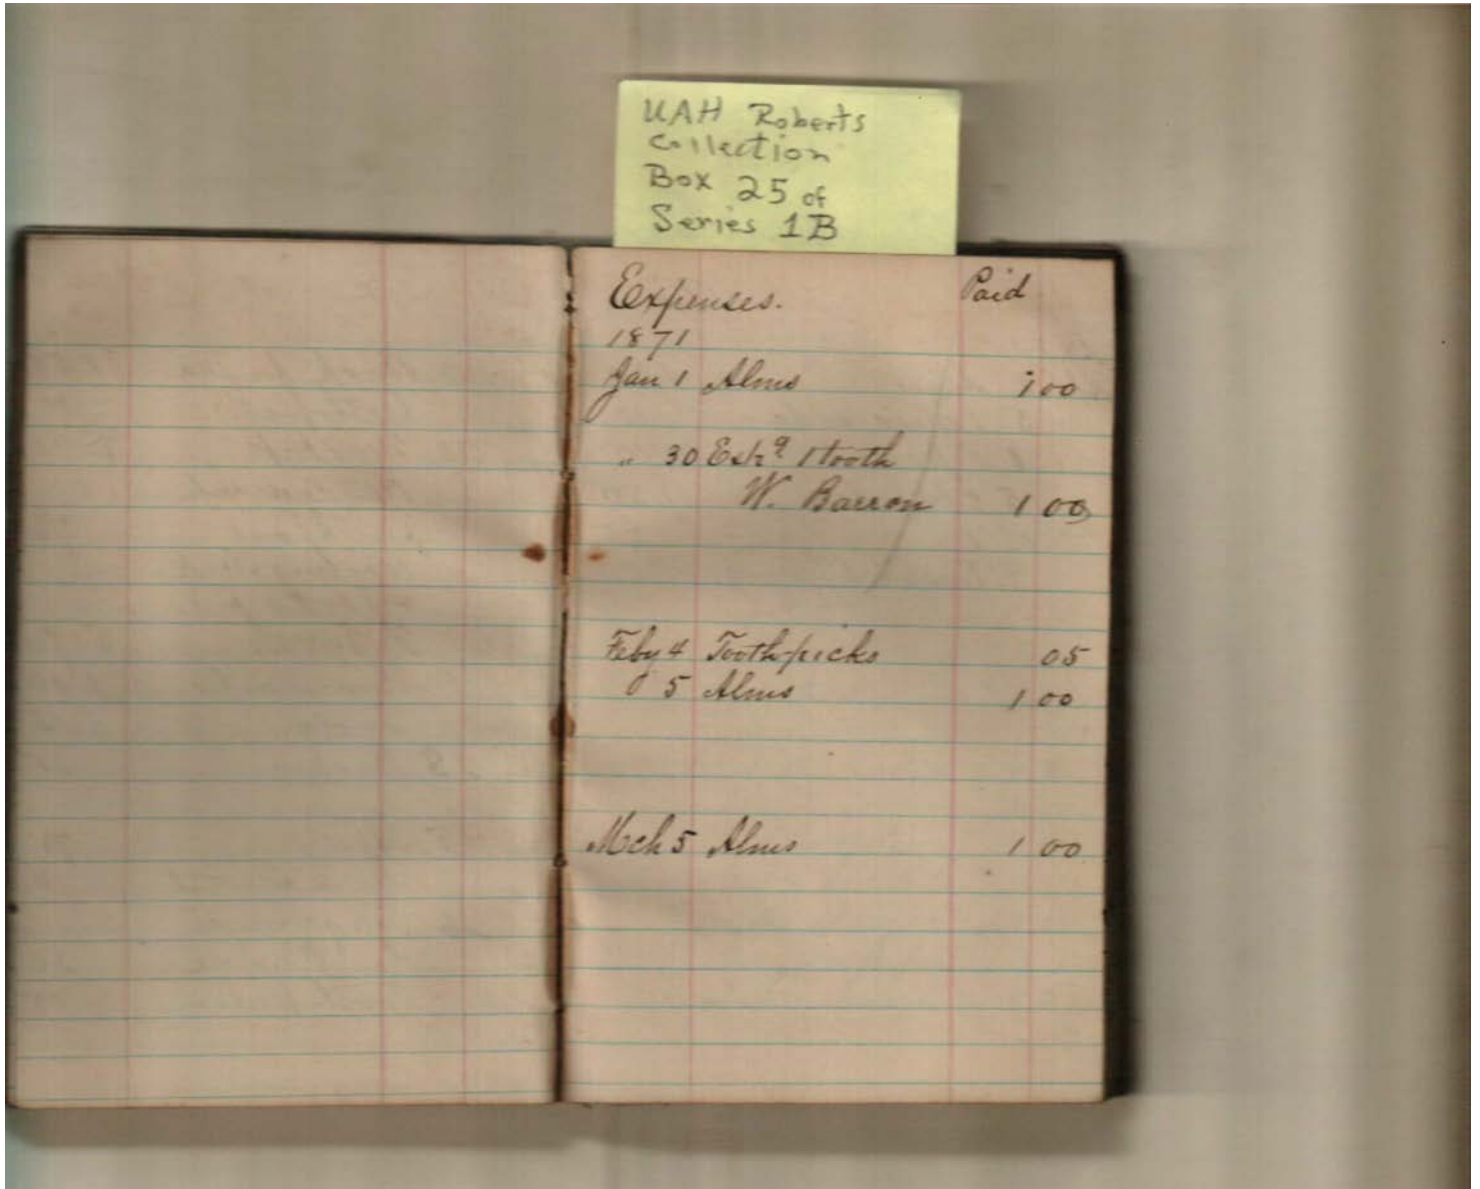 UAH Roberts
Collection
Box 25 of
Series 1B
Expenses. Paid
1871
Jan 1 Alms 1 00
" 30 1 tooth
W. Barron 1 00
Feby 4 Tooth-picks 05
5 Alms 1 00
Mch 5 Alms 1 00